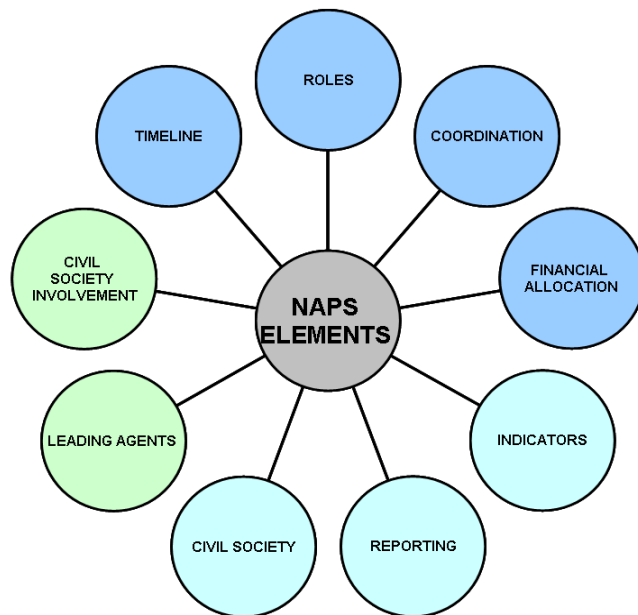 ROLES
TIMELINE
COORDINATION
CIVIL
SOCIETY
INVOLVEMENT
FINANCIAL
ALLOCATION
NAPS
ELEMENTS
LEADING AGENTS
INDICATORS
CIVIL SOCIETY
REPORTING